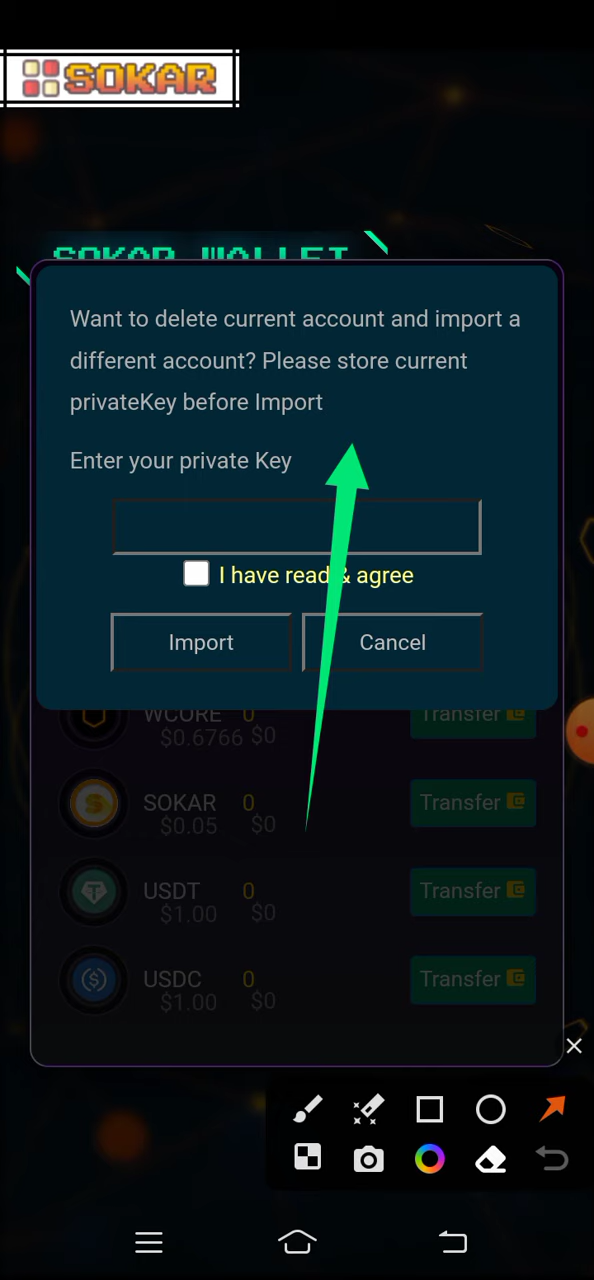 SOKAR
SOKAR WALLET
Want to delete current account and import a
different account? Please store current
privateKey before Import
Enter your private Key
I have read & agree
Import Cancel
WCORE 0 Transfer
$0.6766 $0
SOKAR 0 Transfer
$0.05 $0
USDT 0 Transfer
$1.00 $0
USDC 0 Transfer
$1.00 $0